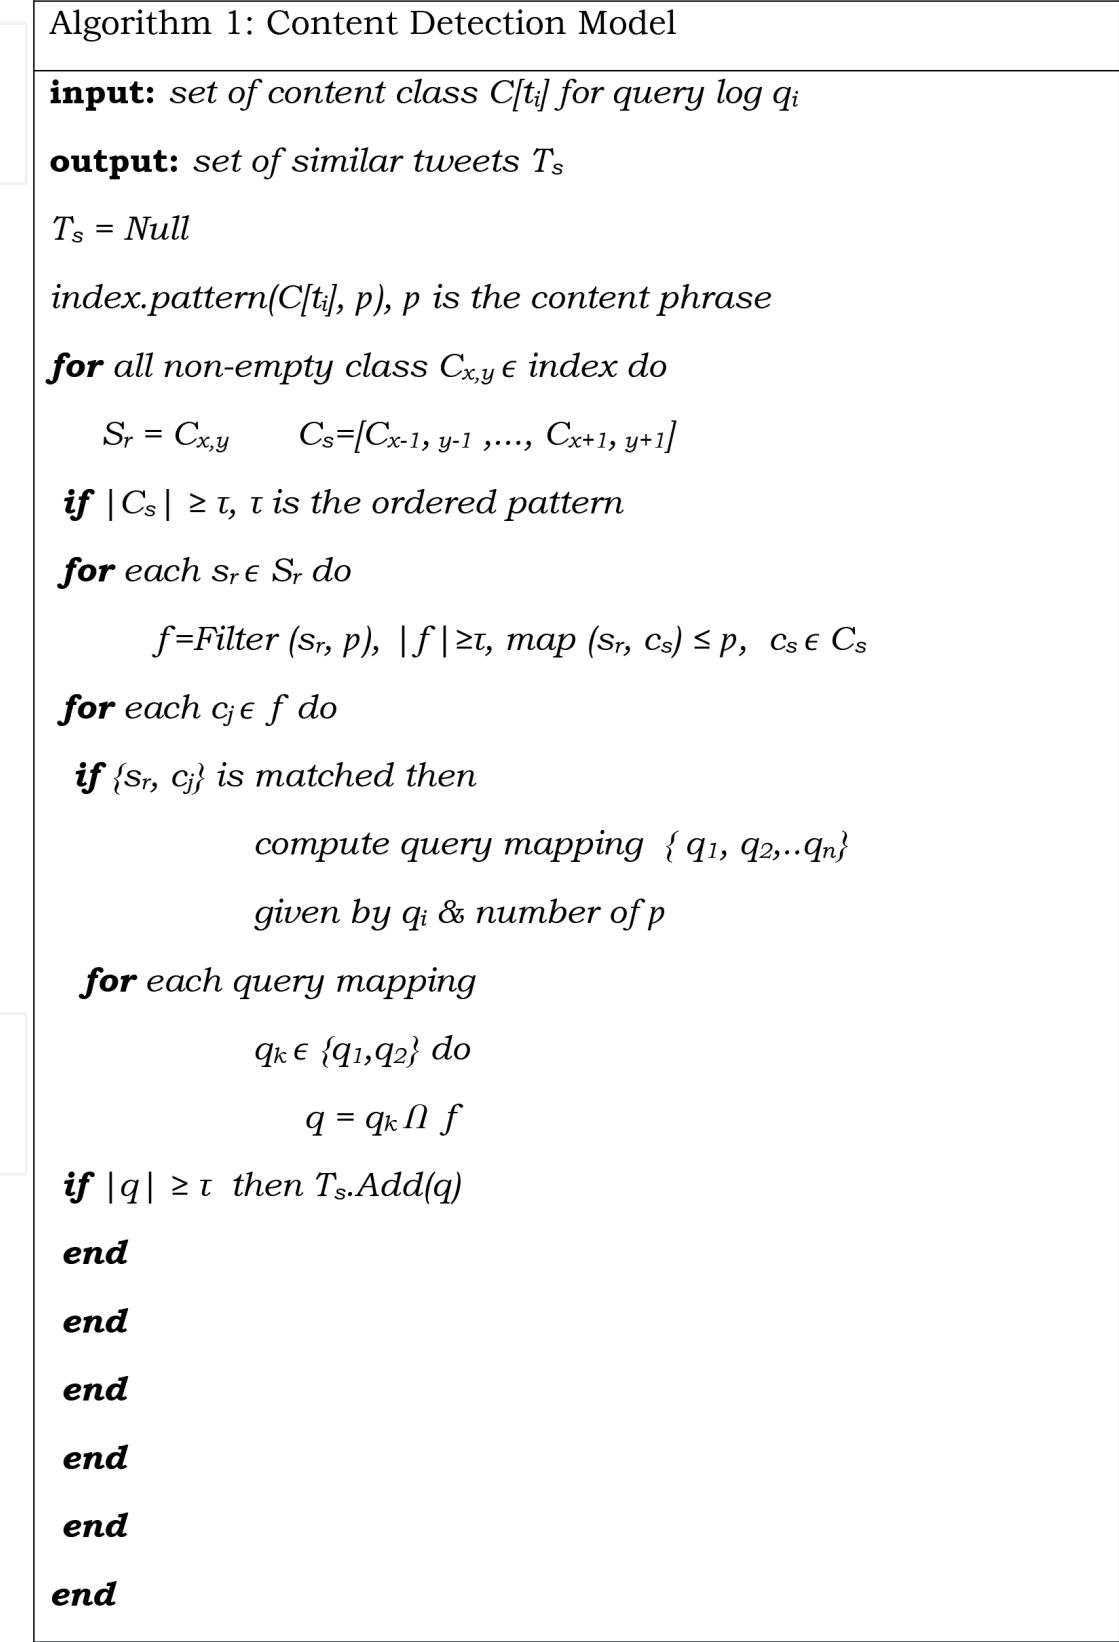 Algorithm 1: Content Detection Model
input: set of content class C[tᵢ] for query log qᵢ
output: set of similar tweets Tₛ
Tₛ = Null
index.pattern(C[tᵢ], p), p is the content phrase
for all non-empty class Cx,y ϵ index do
Sᵣ = Cx,y Cₛ=[Cx-1, y-1 ,..., Cx+1, y+1]
if |Cₛ| ≥ τ, τ is the ordered pattern
for each sᵣ ϵ Sᵣ do
f=Filter (sᵣ, p), |f|≥τ, map (sᵣ, cₛ) ≤ p, cₛ ϵ Cₛ
for each cⱼ ϵ f do
if {sᵣ, cⱼ} is matched then
compute query mapping { q₁, q₂,..qₙ}
given by qᵢ & number of p
for each query mapping
qₖ ϵ {q₁,q₂} do
q = qₖ ∩ f
if |q| ≥ τ then Tₛ.Add(q)
end
end
end
end
end
end